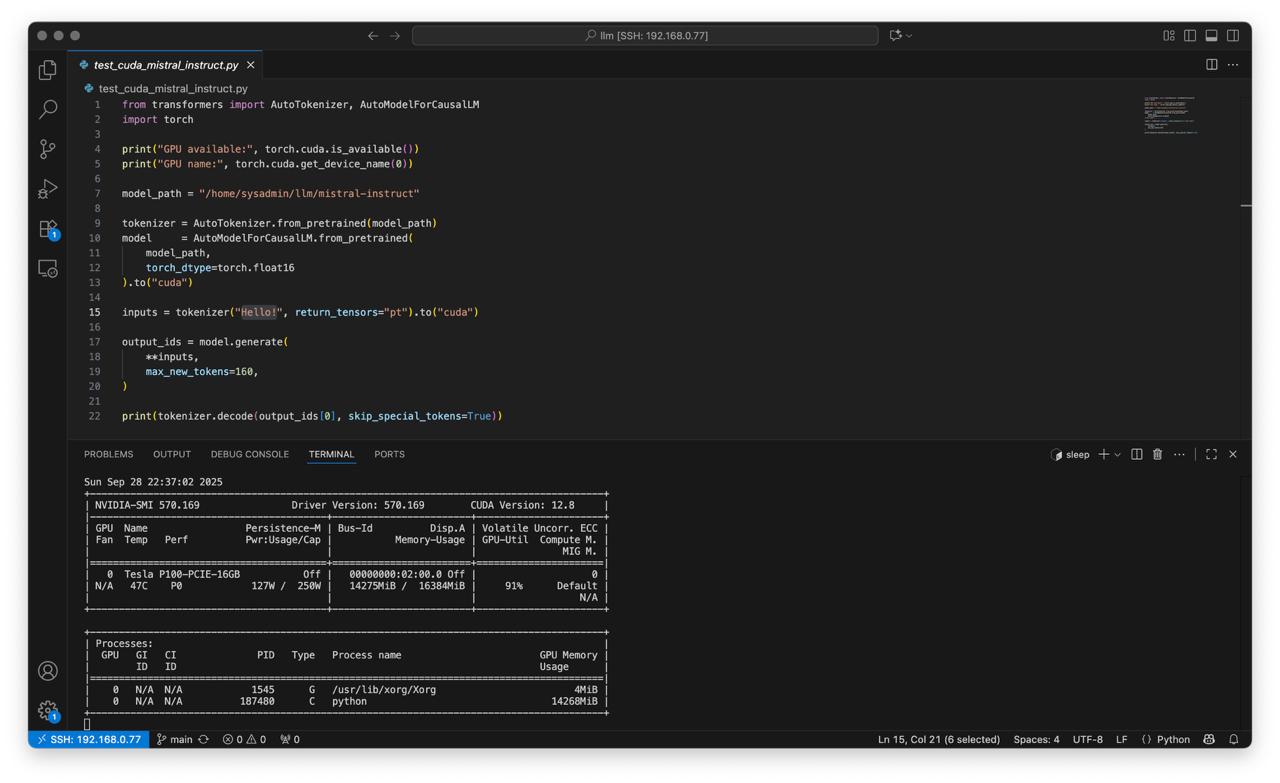 llm [SSH: 192.168.0.77]
test_cuda_mistral_instruct.py
test_cuda_mistral_instruct.py
1 from transformers import AutoTokenizer, AutoModelForCausalLM
2 import torch
3
4 print("GPU available:", torch.cuda.is_available())
5 print("GPU name:", torch.cuda.get_device_name(0))
6
7 model_path = "/home/sysadmin/llm/mistral-instruct"
8
9 tokenizer = AutoTokenizer.from_pretrained(model_path)
10 model     = AutoModelForCausalLM.from_pretrained(
11     model_path,
12     torch_dtype=torch.float16
13 ).to("cuda")
14
15 inputs = tokenizer("Hello!", return_tensors="pt").to("cuda")
16
17 output_ids = model.generate(
18     **inputs,
19     max_new_tokens=160,
20 )
21
22 print(tokenizer.decode(output_ids[0], skip_special_tokens=True))
PROBLEMS OUTPUT DEBUG CONSOLE TERMINAL PORTS sleep
Sun Sep 28 22:37:02 2025
NVIDIA-SMI 570.169 Driver Version: 570.169 CUDA Version: 12.8
GPU Name Persistence-M | Bus-Id Disp.A | Volatile Uncorr. ECC
Fan Temp Perf Pwr:Usage/Cap | Memory-Usage | GPU-Util Compute M.
MIG M.
0 Tesla P100-PCIE-16GB Off | 00000000:02:00.0 Off | 0
N/A 47C P0 127W / 250W | 14275MiB / 16384MiB | 91% Default
N/A
Processes:
GPU GI CI PID Type Process name GPU Memory
ID ID Usage
0 N/A N/A 1545 G /usr/lib/xorg/Xorg 4MiB
0 N/A N/A 187480 C python 14268MiB
1
1
SSH: 192.168.0.77 main 0 0 0 Ln 15, Col 21 (6 selected) Spaces: 4 UTF-8 LF Python